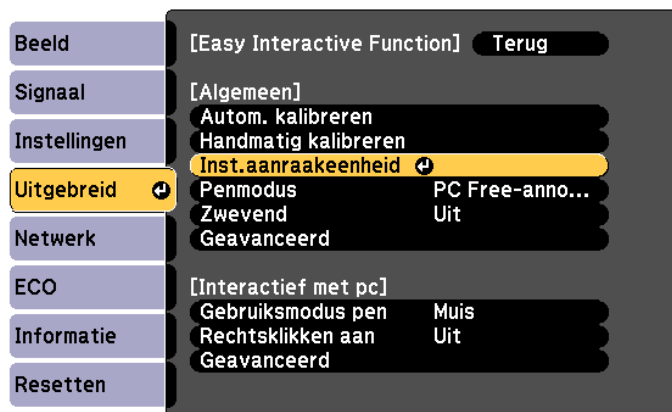 Beeld
Signaal
Instellingen
Uitgebreid
Netwerk
ECO
Informatie
Resetten
[Easy Interactive Function] Terug
[Algemeen]
Autom. kalibreren
Handmatig kalibreren
Inst.aanraakeenheid
Penmodus PC Free-anno...
Zwevend Uit
Geavanceerd
[Interactief met pc]
Gebruiksmodus pen Muis
Rechtsklikken aan Uit
Geavanceerd